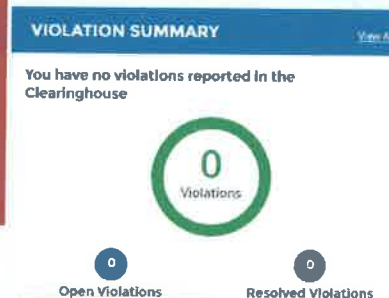 VIOLATION SUMMARY
You have no violations reported in the
Clearinghouse
0
Violations
0
Open Violations
0
Resolved Violations